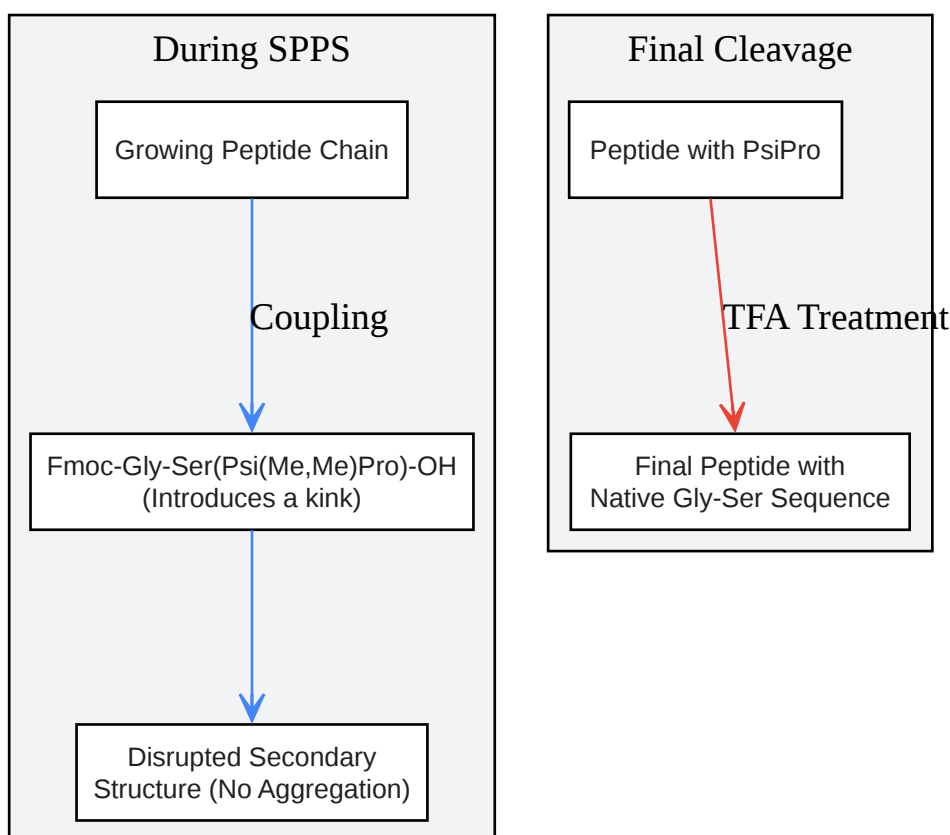 During SPPS
Growing Peptide Chain
Coupling
Fmoc-Gly-Ser(Psi(Me,Me)Pro)-OH
(Introduces a kink)
Disrupted Secondary
Structure (No Aggregation)
Final Cleavage
Peptide with PsiPro
TFA Treatment
Final Peptide with
Native Gly-Ser Sequence